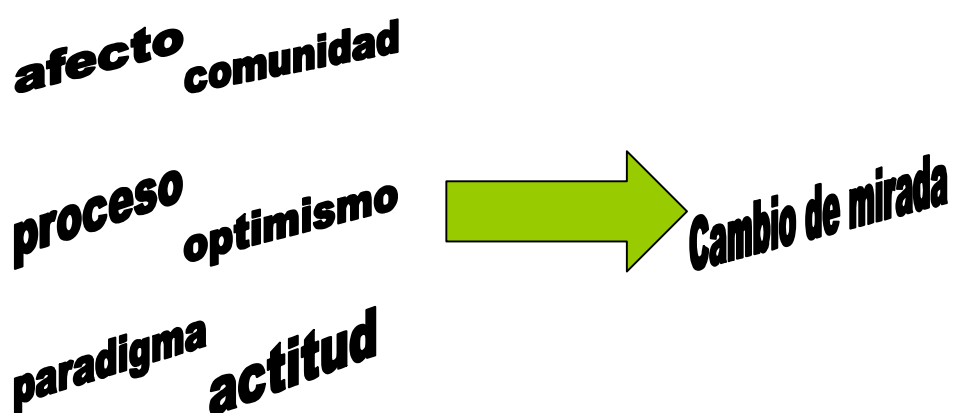 afecto comunidad
proceso optimismo
Cambio de mirada
paradigma actitud